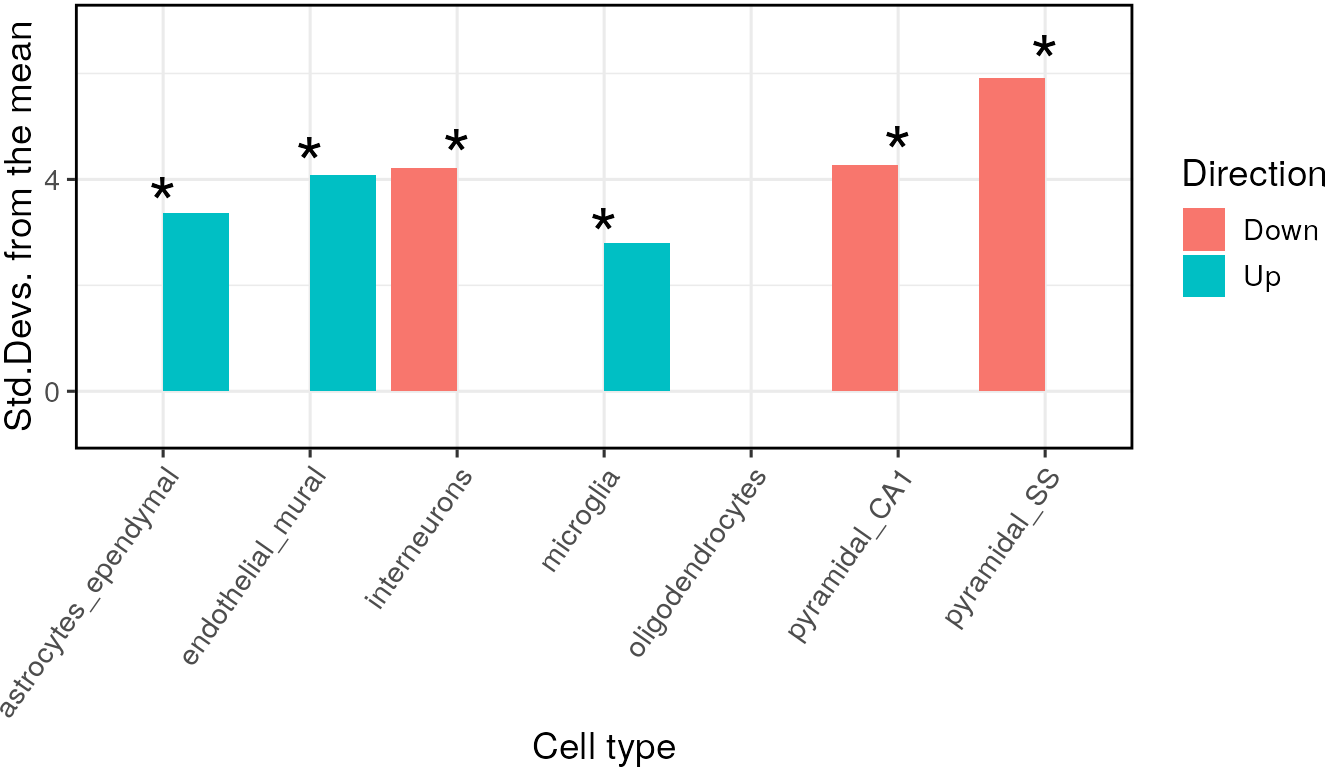 Std.Devs. from the mean
4
0
*
*
*
*
*
*
astrocytes_ependymal
endothelial_mural
interneurons
microglia
oligodendrocytes
pyramidal_CA1
pyramidal_SS
Cell type
Direction
Down
Up